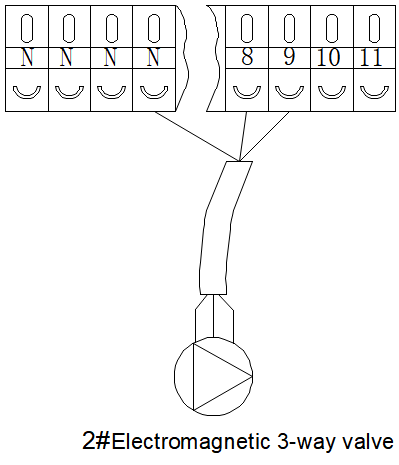 N N N N 8 9 10 11
2#Electromagnetic 3-way valve